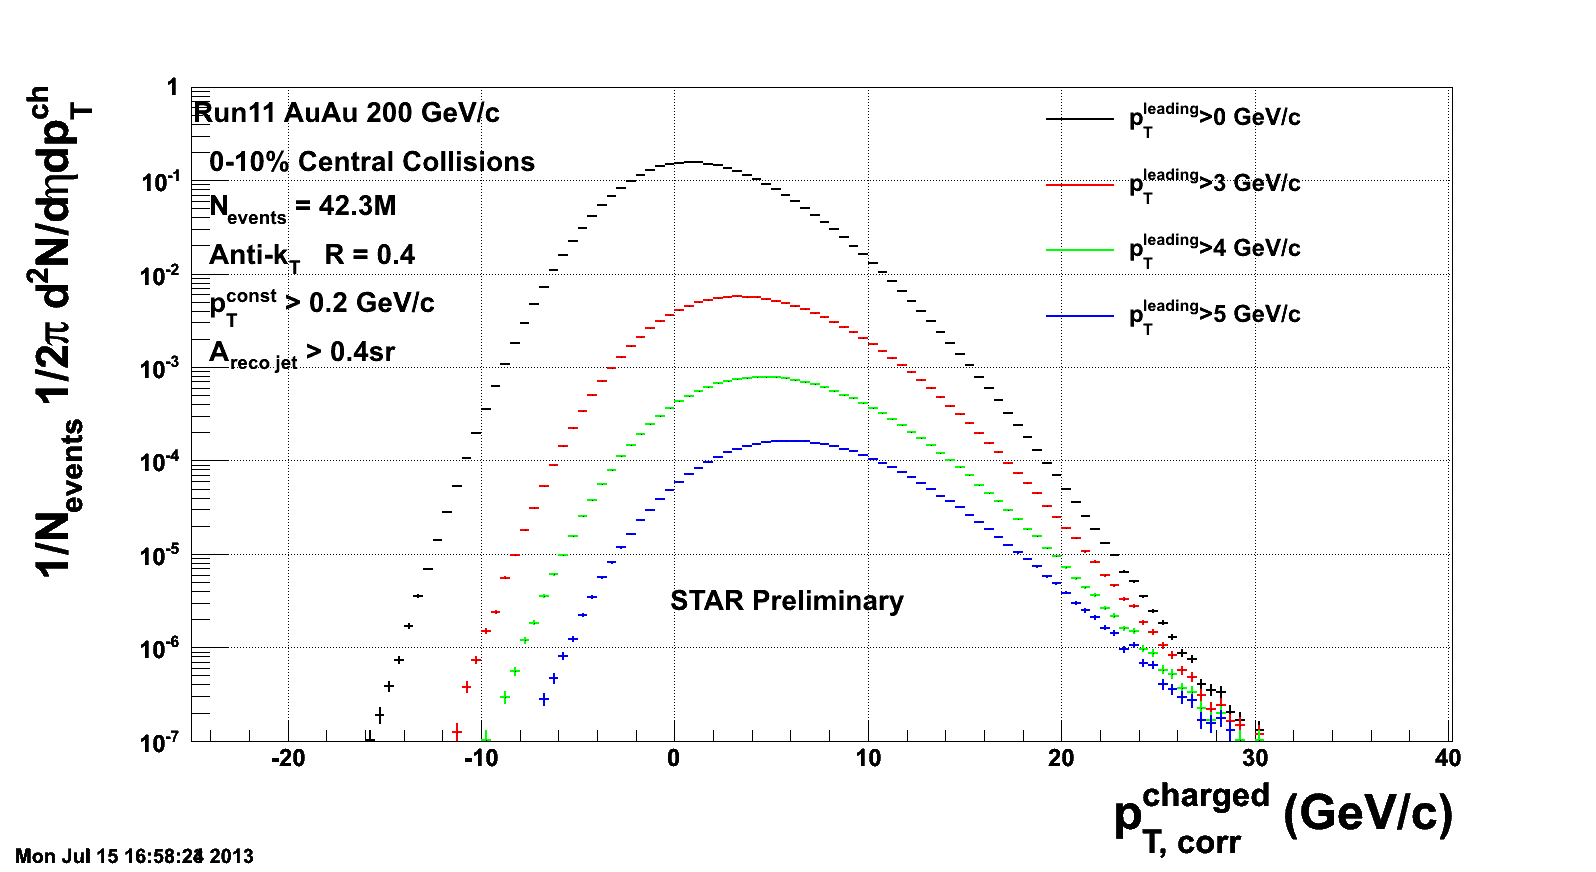 1/N_events 1/2π d²N/dηdp_T^ch
1
10^-1
10^-2
10^-3
10^-4
10^-5
10^-6
10^-7
Run11 AuAu 200 GeV/c
0-10% Central Collisions
N_events = 42.3M
Anti-k_T R = 0.4
p_T^const > 0.2 GeV/c
A_reco jet > 0.4sr
p_T^leading>0 GeV/c
p_T^leading>3 GeV/c
p_T^leading>4 GeV/c
p_T^leading>5 GeV/c
STAR Preliminary
-20 -10 0 10 20 30 40
p_T, corr^charged (GeV/c)
Mon Jul 15 16:58:2 2013